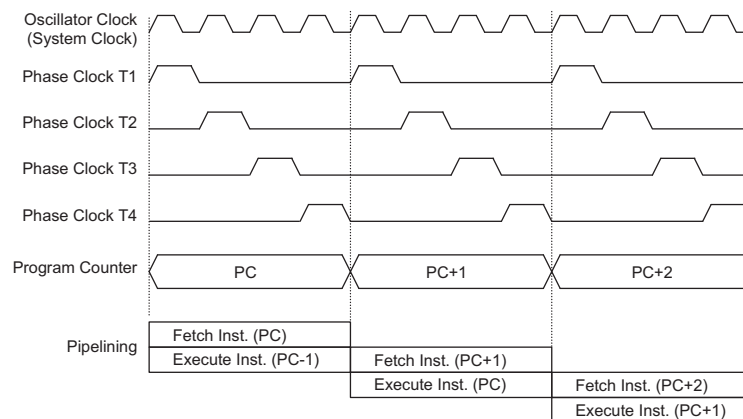 Oscillator Clock
(System Clock)
Phase Clock T1
Phase Clock T2
Phase Clock T3
Phase Clock T4
Program Counter
PC
PC+1
PC+2
Pipelining
Fetch Inst. (PC)
Execute Inst. (PC-1)
Fetch Inst. (PC+1)
Execute Inst. (PC)
Fetch Inst. (PC+2)
Execute Inst. (PC+1)